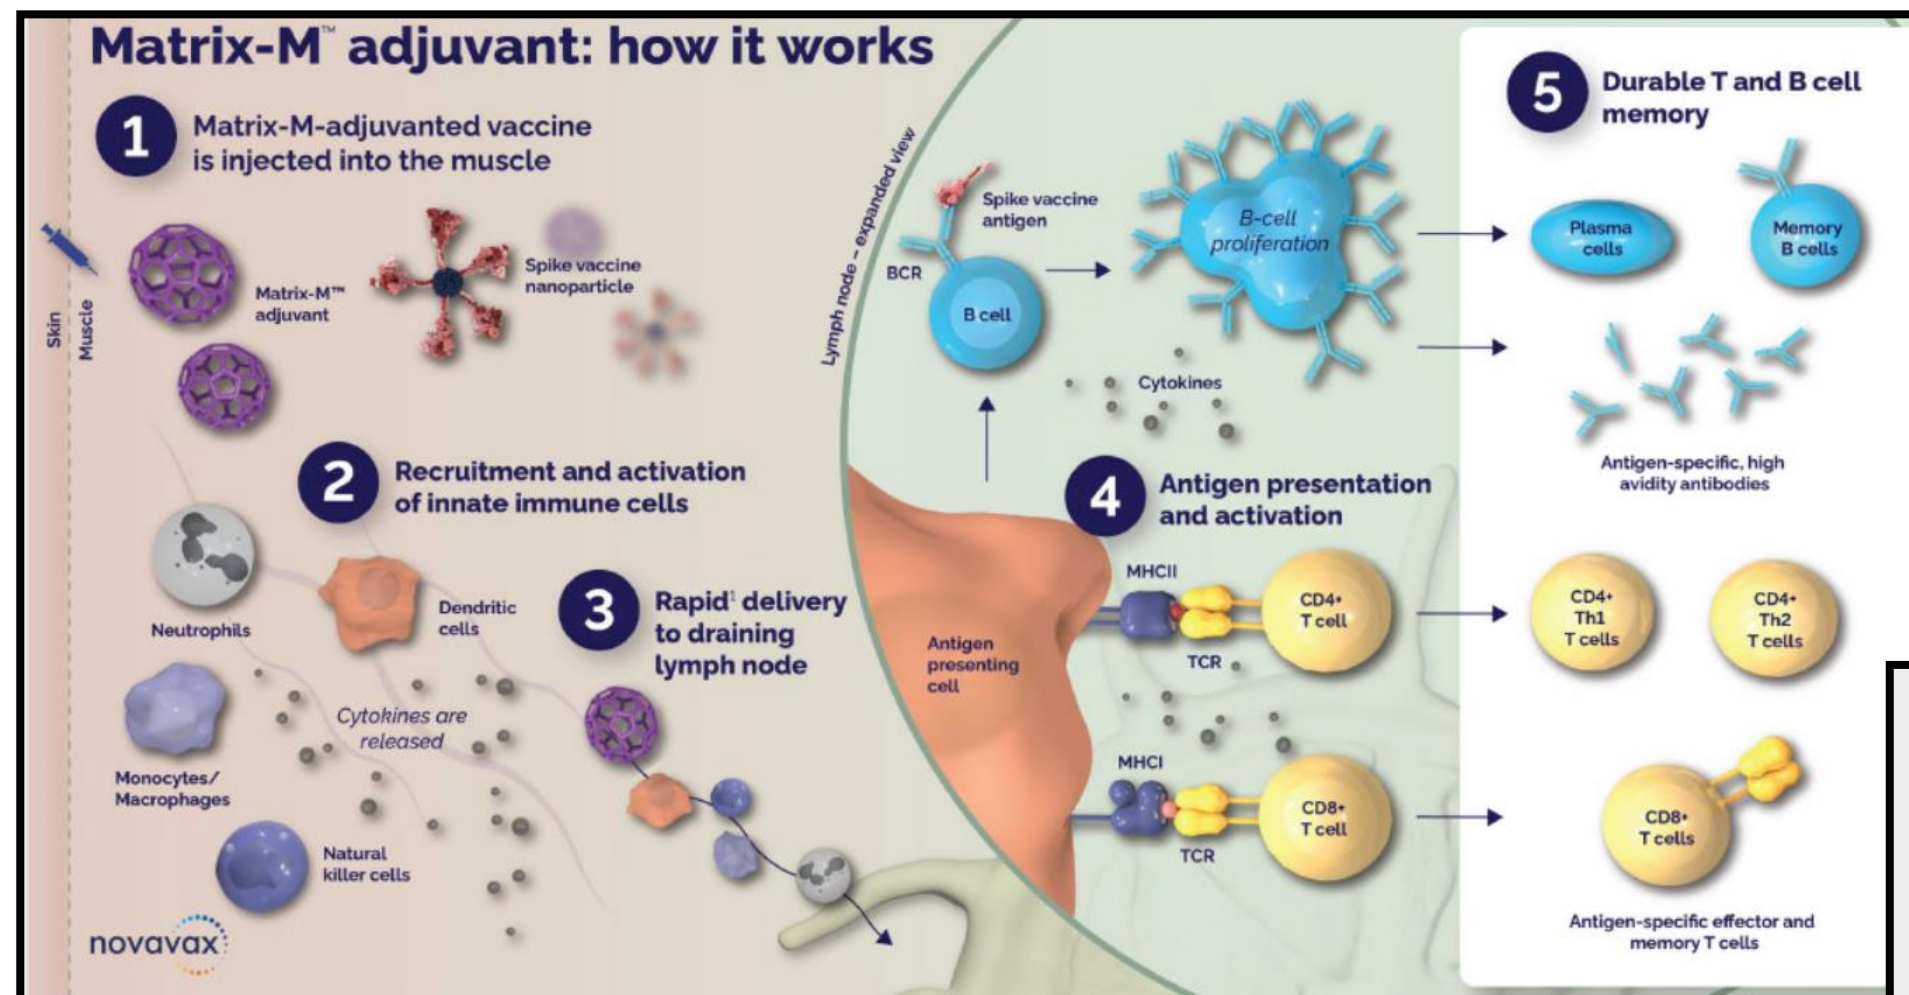 Matrix-M™ adjuvant: how it works
1
Matrix-M-adjuvanted vaccine
is injected into the muscle
Skin
Muscle
Matrix-M™
adjuvant
Spike vaccine
nanoparticle
2
Recruitment and activation
of innate immune cells
Neutrophils
Dendritic
cells
Monocytes/
Macrophages
Cytokines are
released
Natural
killer cells
novavax
3
Rapid¹ delivery
to draining
lymph node
Lymph node – expanded view
BCR
Spike vaccine
antigen
B cell
B-cell
proliferation
Cytokines
4
Antigen presentation
and activation
Antigen
presenting
cell
MHCII
TCR
CD4+
T cell
MHCI
TCR
CD8+
T cell
5
Durable T and B cell
memory
Plasma
cells
Memory
B cells
Antigen-specific, high
avidity antibodies
CD4+
Th1
T cells
CD4+
Th2
T cells
CD8+
T cells
Antigen-specific effector and
memory T cells